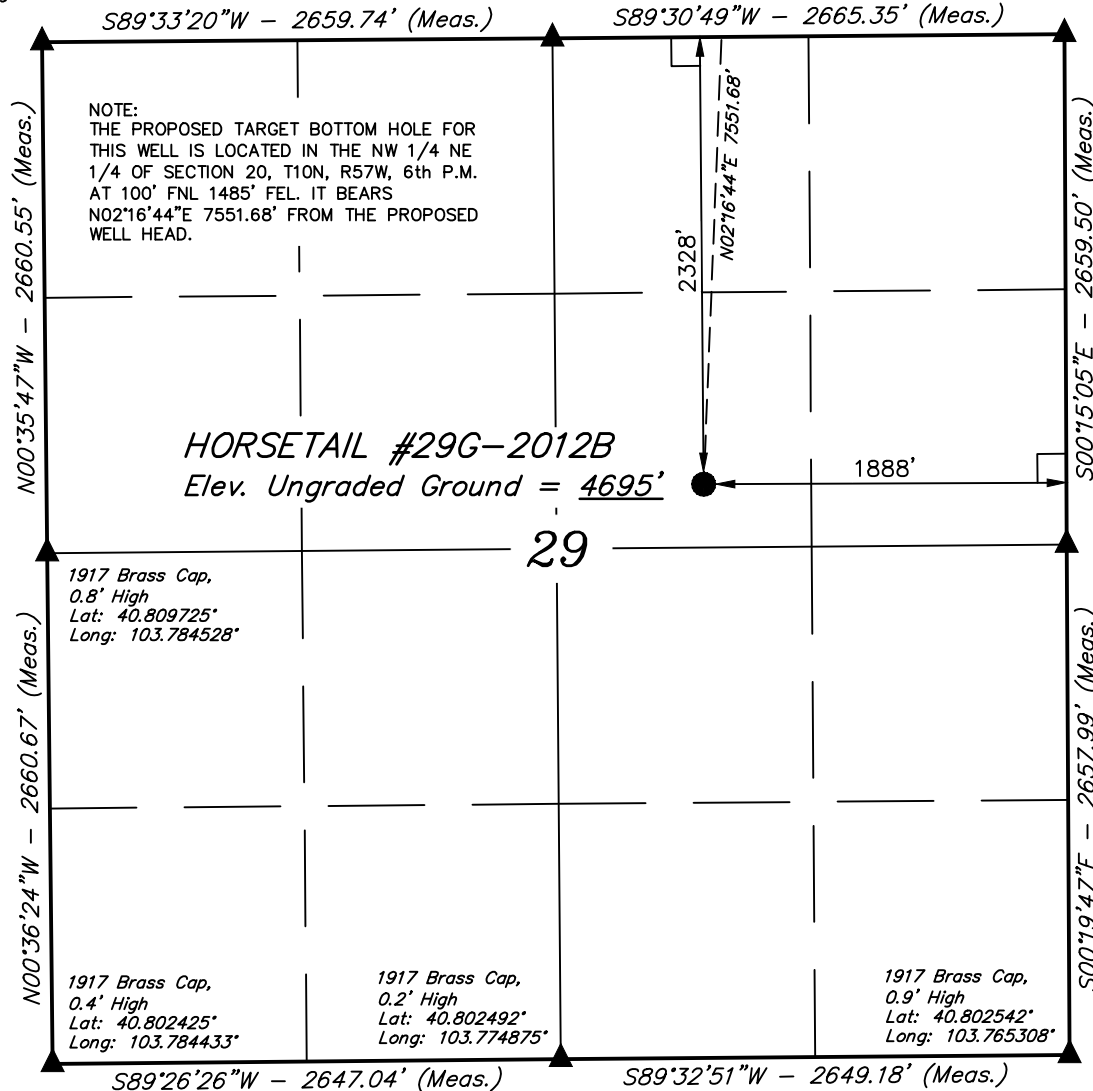 S89°33'20"W - 2659.74' (Meas.)
S89°30'49"W - 2665.35' (Meas.)
NOTE:
THE PROPOSED TARGET BOTTOM HOLE FOR
THIS WELL IS LOCATED IN THE NW 1/4 NE
1/4 OF SECTION 20, T10N, R57W, 6th P.M.
AT 100' FNL 1485' FEL. IT BEARS
N02°16'44"E 7551.68' FROM THE PROPOSED
WELL HEAD.
N00°35'47"W - 2660.55' (Meas.)
2328'
N02°16'44"E 7551.68'
S00°15'05"E - 2659.50' (Meas.)
HORSETAIL #29G-2012B
Elev. Ungraded Ground = 4695'
1888'
29
1917 Brass Cap,
0.8' High
Lat: 40.809725°
Long: 103.784528°
N00°36'24"W - 2660.67' (Meas.)
S00°19'47"E - 2657.99' (Meas.)
1917 Brass Cap,
0.4' High
Lat: 40.802425°
Long: 103.784433°
1917 Brass Cap,
0.2' High
Lat: 40.802492°
Long: 103.774875°
1917 Brass Cap,
0.9' High
Lat: 40.802542°
Long: 103.765308°
S89°26'26"W - 2647.04' (Meas.)
S89°32'51"W - 2649.18' (Meas.)